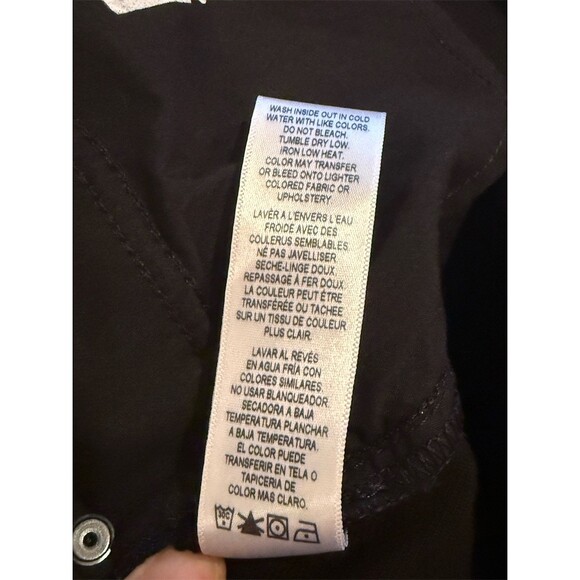 WASH INSIDE OUT IN COLD
WATER WITH LIKE COLORS.
DO NOT BLEACH.
TUMBLE DRY LOW.
IRON LOW HEAT.
COLOR MAY TRANSFER
OR BLEED ONTO LIGHTER
COLORED FABRIC OR
UPHOLSTERY.
LAVÉR A L'ENVERS L'EAU
FROIDE AVEC DES
COULERUS SEMBLABLES.
NÉ PAS JAVELLISER
SÈCHE-LINGE DOUX.
REPASSAGE À FER DOUX.
LA COULEUR PEUT ÊTRE
TRANSFÉRÉE OU TACHEE
SUR UN TISSU DE COULEUR
PLUS CLAIR.
LAVAR AL REVÉS
EN AGUA FRÍA CON
COLORES SIMILARES.
NO USAR BLANQUEADOR.
SECADORA A BAJA
TEMPERATURA PLANCHAR
A BAJA TEMPERATURA.
EL COLOR PUEDE
TRANSFERIR EN TELA O
TAPICERIA DE
COLOR MAS CLARO.
30C